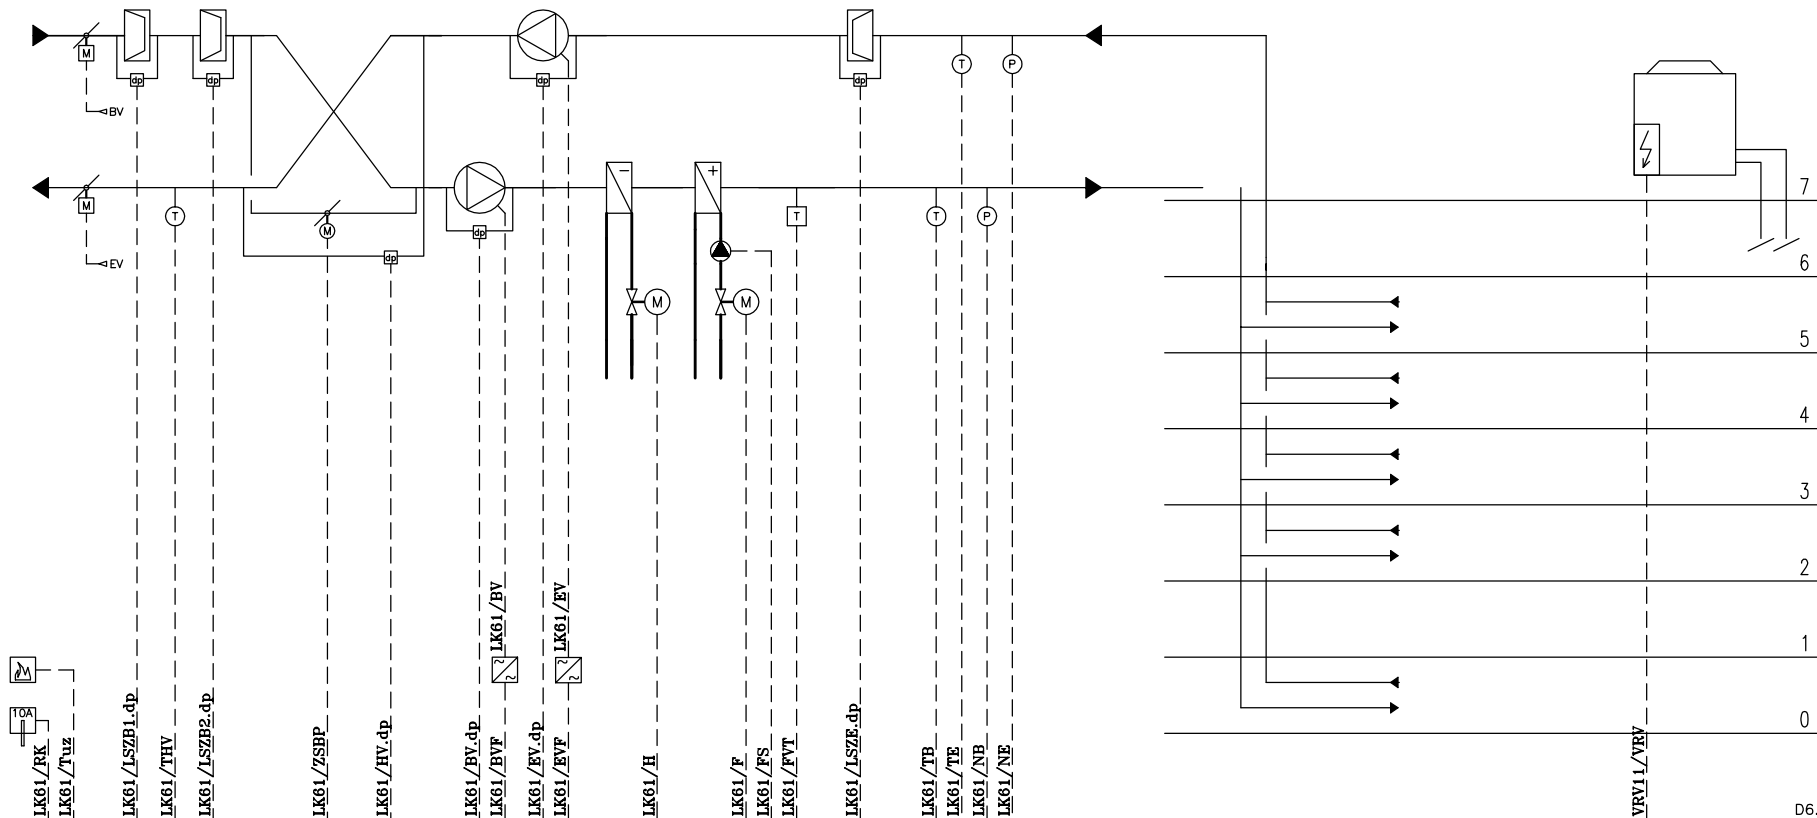 M
dp
dp
dp
dp
BV
T
P
M
T
M
dp
dp
M
M
T
T
P
EV
7
6
5
4
3
2
1
0
10A
LK61/RK
LK61/Tuz
LK61/LSZB1.dp
LK61/THV
LK61/LSZB2.dp
LK61/ZSBP
LK61/HV.dp
LK61/BV.dp
LK61/BV
LK61/BVF
LK61/EV.dp
LK61/EV
LK61/EVF
LK61/H
LK61/F
LK61/FS
LK61/FVT
LK61/LSZE.dp
LK61/TB
LK61/TE
LK61/NB
LK61/NE
VRV11/VRV
D6.